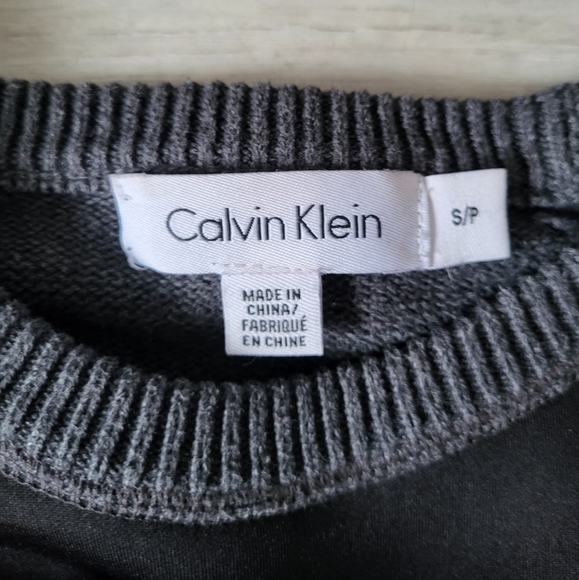 Calvin Klein
S/P
MADE IN
CHINA/
FABRIQUÉ
EN CHINE